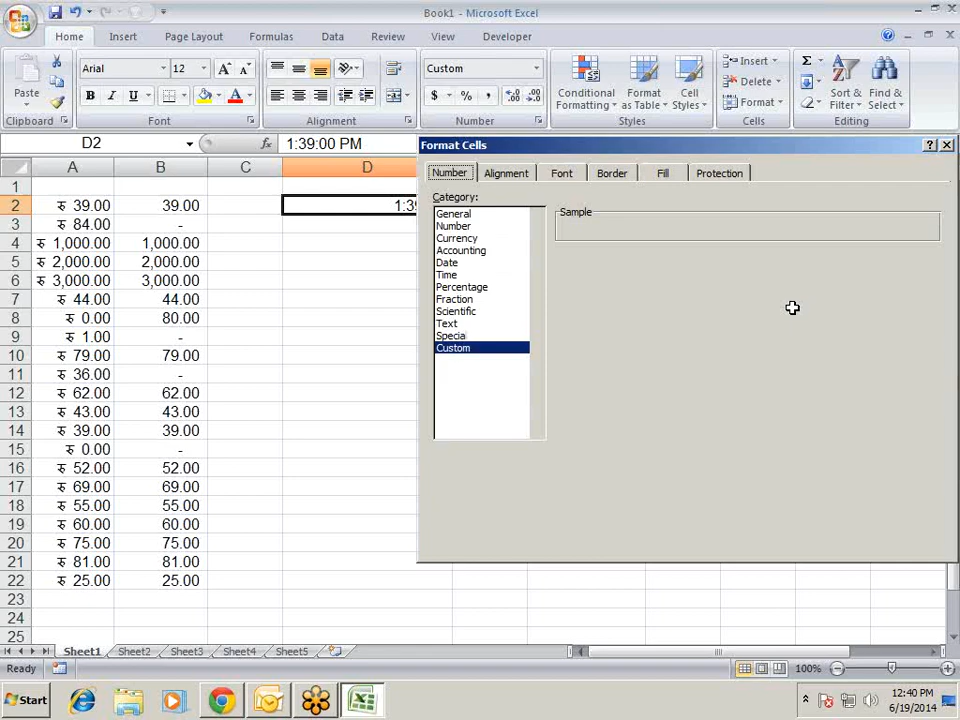 Book1 - Microsoft Excel
Home Insert Page Layout Formulas Data Review View Developer
Paste
Arial 12
B I U
Custom
$ % ,
Conditional Formatting
Format as Table
Cell Styles
Insert
Delete
Format
Sort & Filter
Find & Select
Clipboard Font Alignment Number Styles Cells Editing
D2 fx 1:39:00 PM
A B C D
1
2 रु 39.00 39.00 1:39
3 रु 84.00 -
4 रु 1,000.00 1,000.00
5 रु 2,000.00 2,000.00
6 रु 3,000.00 3,000.00
7 रु 44.00 44.00
8 रु 0.00 80.00
9 रु 1.00 -
10 रु 79.00 79.00
11 रु 36.00 -
12 रु 62.00 62.00
13 रु 43.00 43.00
14 रु 39.00 39.00
15 रु 0.00 -
16 रु 52.00 52.00
17 रु 69.00 69.00
18 रु 55.00 55.00
19 रु 60.00 60.00
20 रु 75.00 75.00
21 रु 81.00 81.00
22 रु 25.00 25.00
23
24
25
Format Cells
Number Alignment Font Border Fill Protection
Category:
Sample
General
Number
Currency
Accounting
Date
Time
Percentage
Fraction
Scientific
Text
Special
Custom
Sheet1 Sheet2 Sheet3 Sheet4 Sheet5
Ready 100%
Start
12:40 PM
6/19/2014